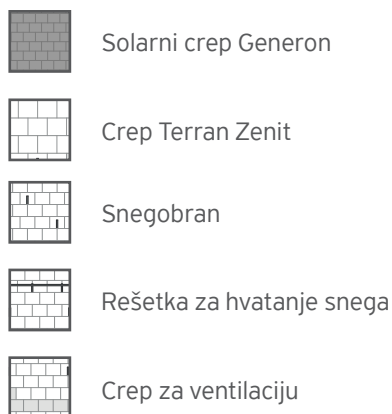 Solarni crep Generon
Crep Terran Zenit
Snegobran
Rešetka za hvatanje snega
Crep za ventilaciju